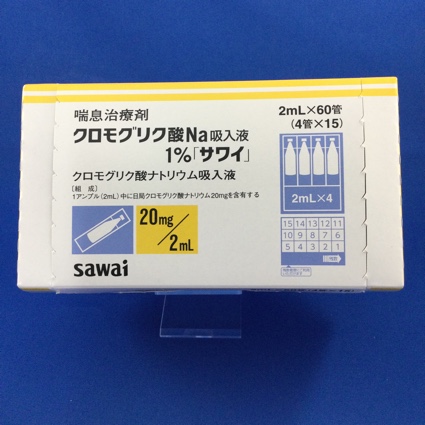 喘息治療剤
クロモグリク酸Na吸入液
1%「サワイ」
クロモグリク酸ナトリウム吸入液
〔組成〕
1アンプル(2mL)中に日局クロモグリク酸ナトリウム20mgを含有する
20mg/2mL
sawai
2mL×60管
(4管×15)
2mL×4
15 14 13 12 11
10 9 8 7 6
5 4 3 2 1